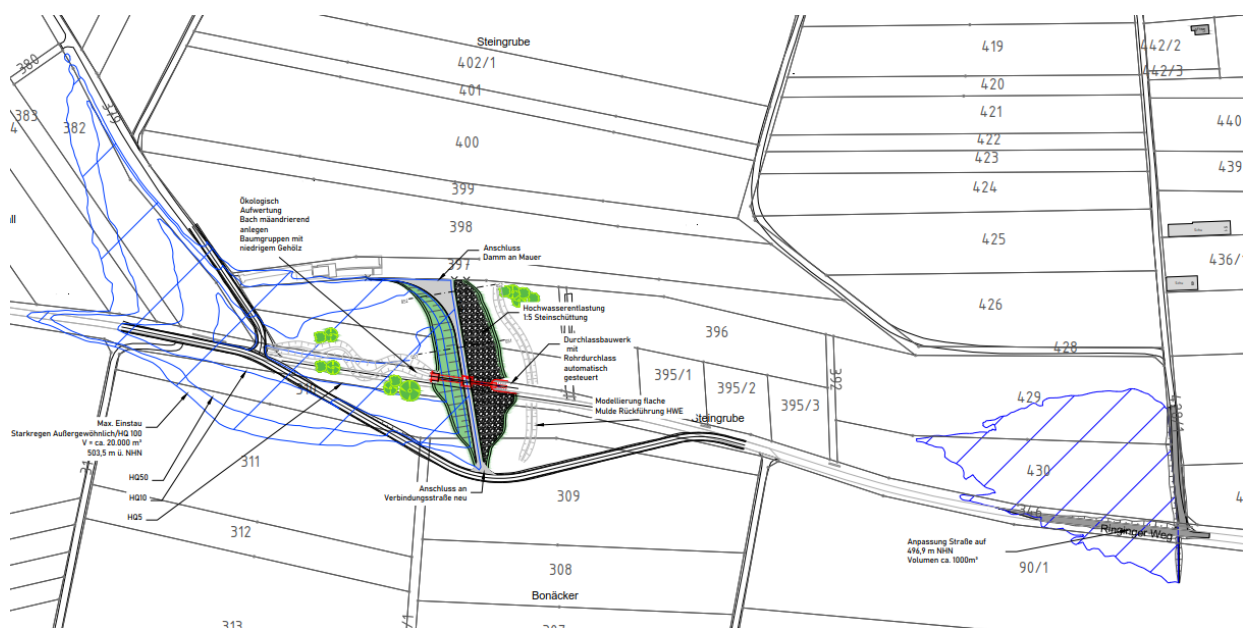 Steingrube
402/1
401
400
399
398
397
380
383
382
379
419
442/2
442/3
420
421
440
422
423
439
424
425
436/1
426
428
Ökologisch
Aufwertung
Bach mäandrierend
anlegen
Baumgruppen mit
niedrigem Gehölz
Anschluss
Damm an Mauer
Hochwasserentlastung
1:5 Steinschüttung
Durchlassbauwerk
mit
Rohrdurchlass
automatisch
gesteuert
Modellierung flache
Mulde Rückführung HWE
396
395/1
395/2
395/3
392
Steingrube
429
430
346
Ringinger Weg
90/1
Anpassung Straße auf
496,9 m NHN
Volumen ca. 1000m³
Max. Einstau
Starkregen Außergewöhnlich/HQ 100
V = ca. 20.000 m³
503,5 m ü. NHN
HQ50
HQ10
HQ5
311
Anschluss an
Verbindungsstraße neu
309
312
308
Bonäcker
313
307